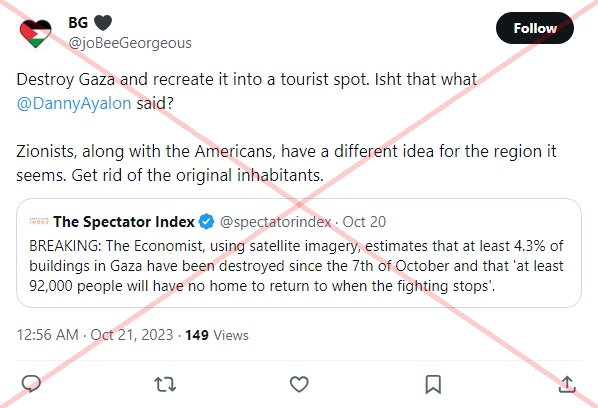 BG 🖤
@joBeeGeorgeous
Follow
Destroy Gaza and recreate it into a tourist spot. Isht that what
@DannyAyalon said?
Zionists, along with the Americans, have a different idea for the region it
seems. Get rid of the original inhabitants.
SPECTATOR INDEX
The Spectator Index @spectatorindex · Oct 20
BREAKING: The Economist, using satellite imagery, estimates that at least 4.3% of
buildings in Gaza have been destroyed since the 7th of October and that 'at least
92,000 people will have no home to return to when the fighting stops'.
12:56 AM · Oct 21, 2023 · 149 Views